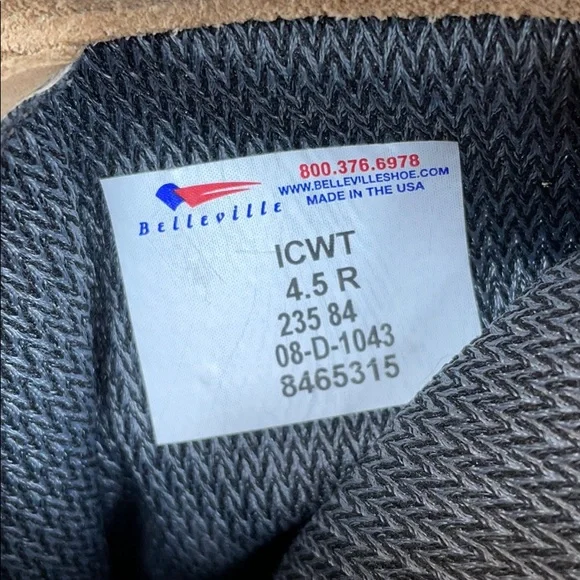 800.376.6978
WWW.BELLEVILLESHOE.COM
MADE IN THE USA
Belleville
ICWT
4.5 R
235 84
08-D-1043
8465315